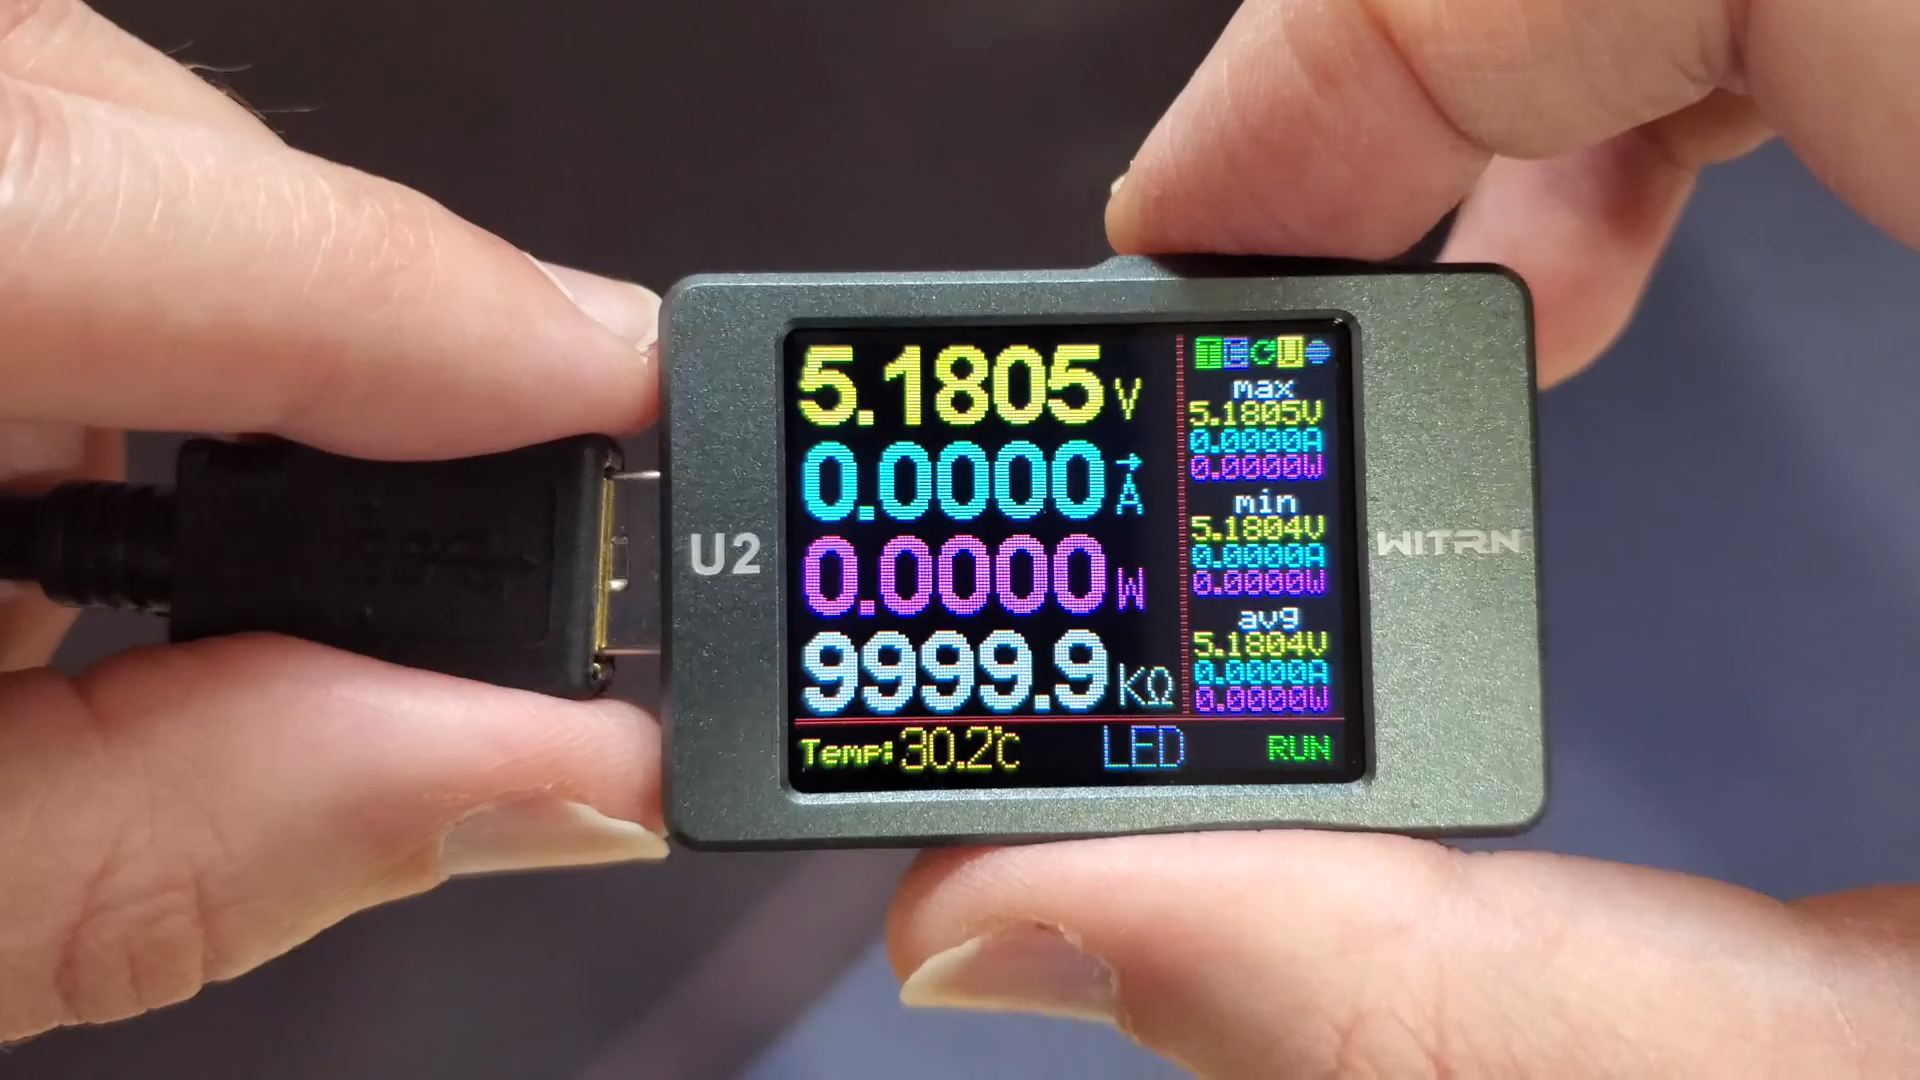 5.1805V
0.0000A
0.0000W
9999.9KΩ
max
5.1805V
0.0000A
0.0000W
min
5.1804V
0.0000A
0.0000W
avg
5.1804V
0.0000A
0.0000W
Temp:30.2℃ LED RUN
U2
WITRN